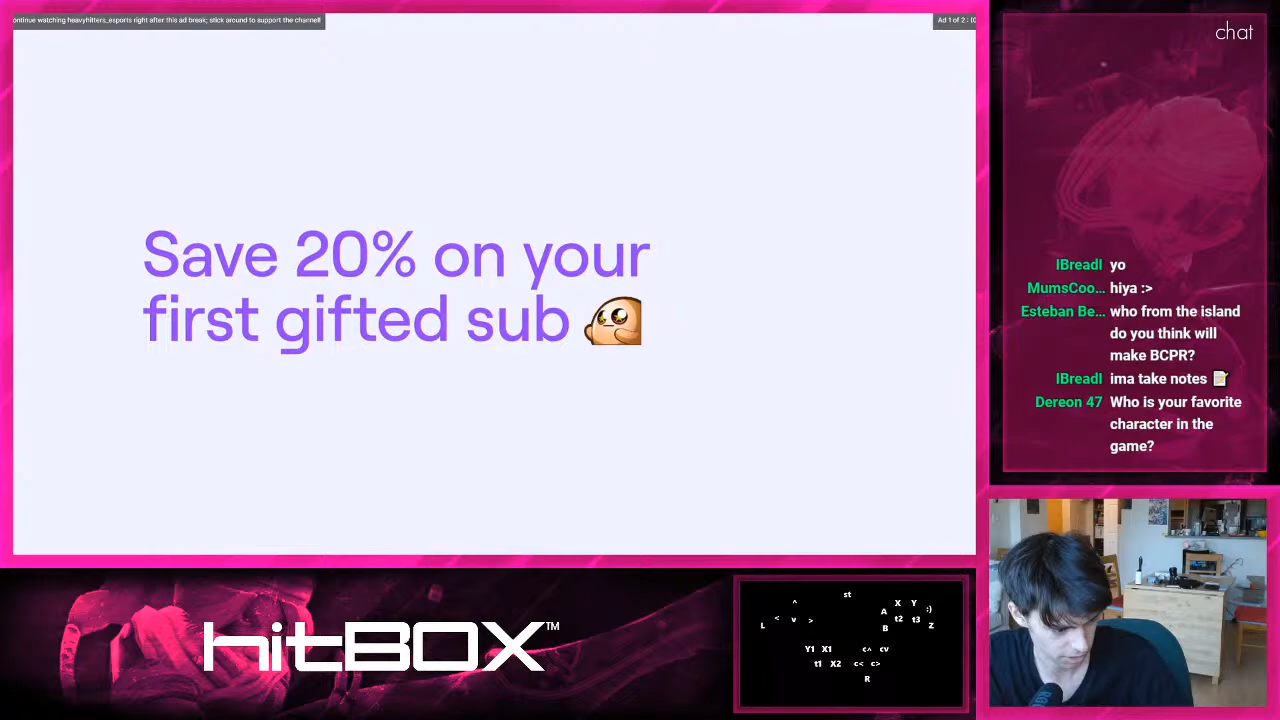 ontinue watching heavyhitters_esports right after this ad break; stick around to support the channel!
Ad 1 of 2 : (0
chat
Save 20% on your
first gifted sub
IBreadI yo
MumsCoo... hiya :>
Esteban Be... who from the island
do you think will
make BCPR?
IBreadI ima take notes 📝
Dereon 47 Who is your favorite
character in the
game?
hitBOX™
st
^
X Y
< v >
A t2 t3 :)
L
B Z
Y1 X1
c^ cv
t1 X2
c< c>
R